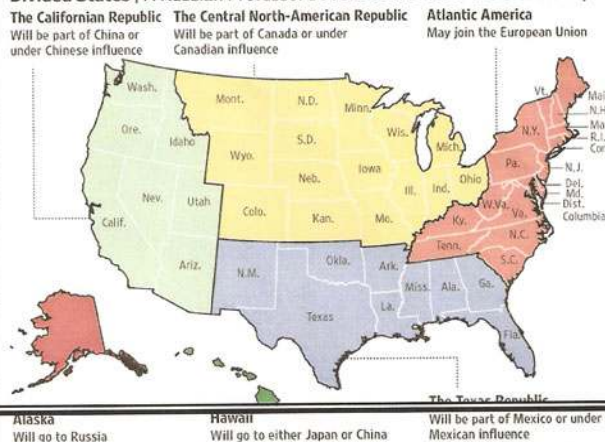 The Californian Republic
Will be part of China or
under Chinese influence
The Central North-American Republic
Will be part of Canada or under
Canadian influence
Atlantic America
May join the European Union
Wash.
Mont.
N.D.
Minn.
Vt.
Ore.
Idaho
S.D.
Wis.
Mich.
N.Y.
R.I.
Wyo.
Neb.
Iowa
Ill.
Ind.
Ohio
Pa.
N.J.
Del.
Md.
Dist.
Columbia
Nev.
Utah
Colo.
Kan.
Mo.
Ky.
W.Va.
Va.
Calif.
Tenn.
N.C.
S.C.
Ariz.
N.M.
Okla.
Ark.
Miss.
Ala.
Ga.
Texas
La.
Fla.
The Texas Republic
Will be part of Mexico or under
Mexican influence
Alaska
Will go to Russia
Hawaii
Will go to either Japan or China